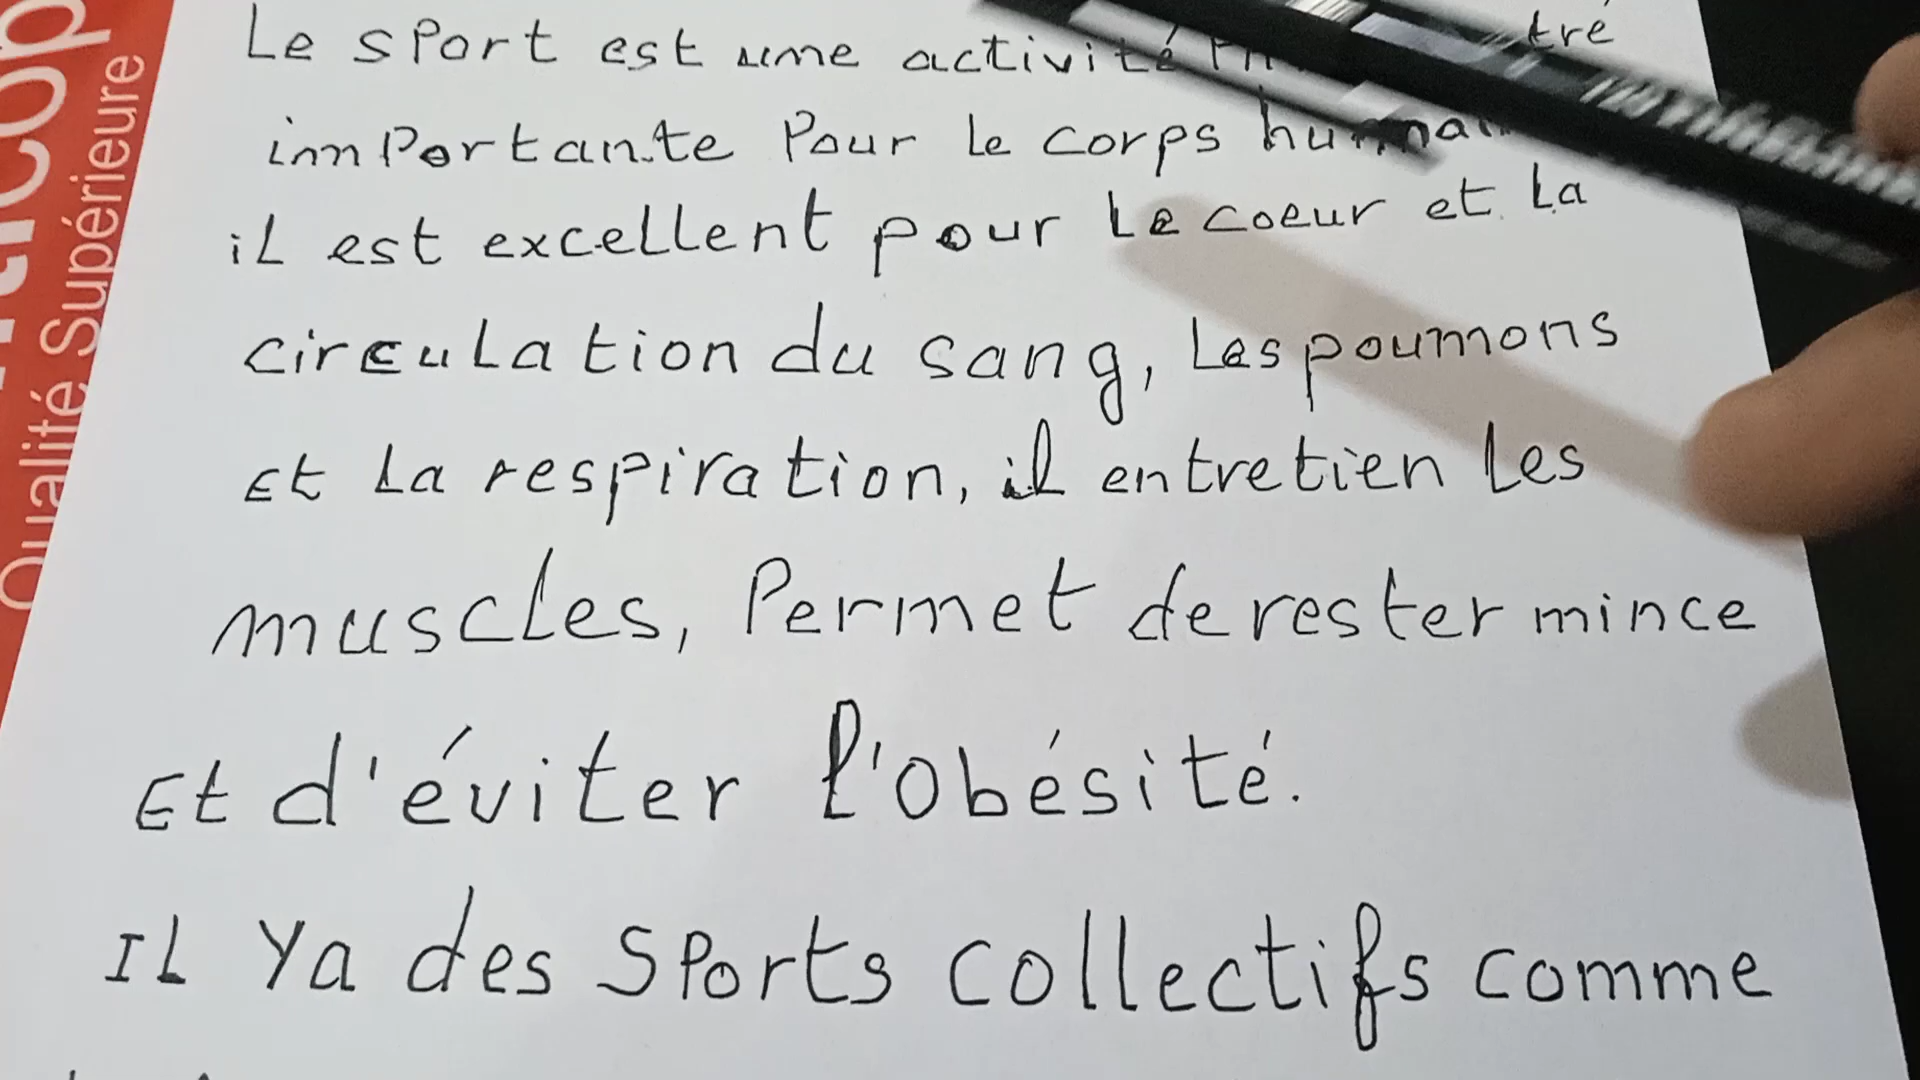 Le sport est une activité tré
importante Pour le corps humain
il est excellent pour le coeur et la
circulation du sang, Les poumons
Et La respiration, il entretien les
muscles, Permet de rester mince
Et d'éviter l'obésité.
IL Ya des Sports collectifs comme
Qualité Supérieure